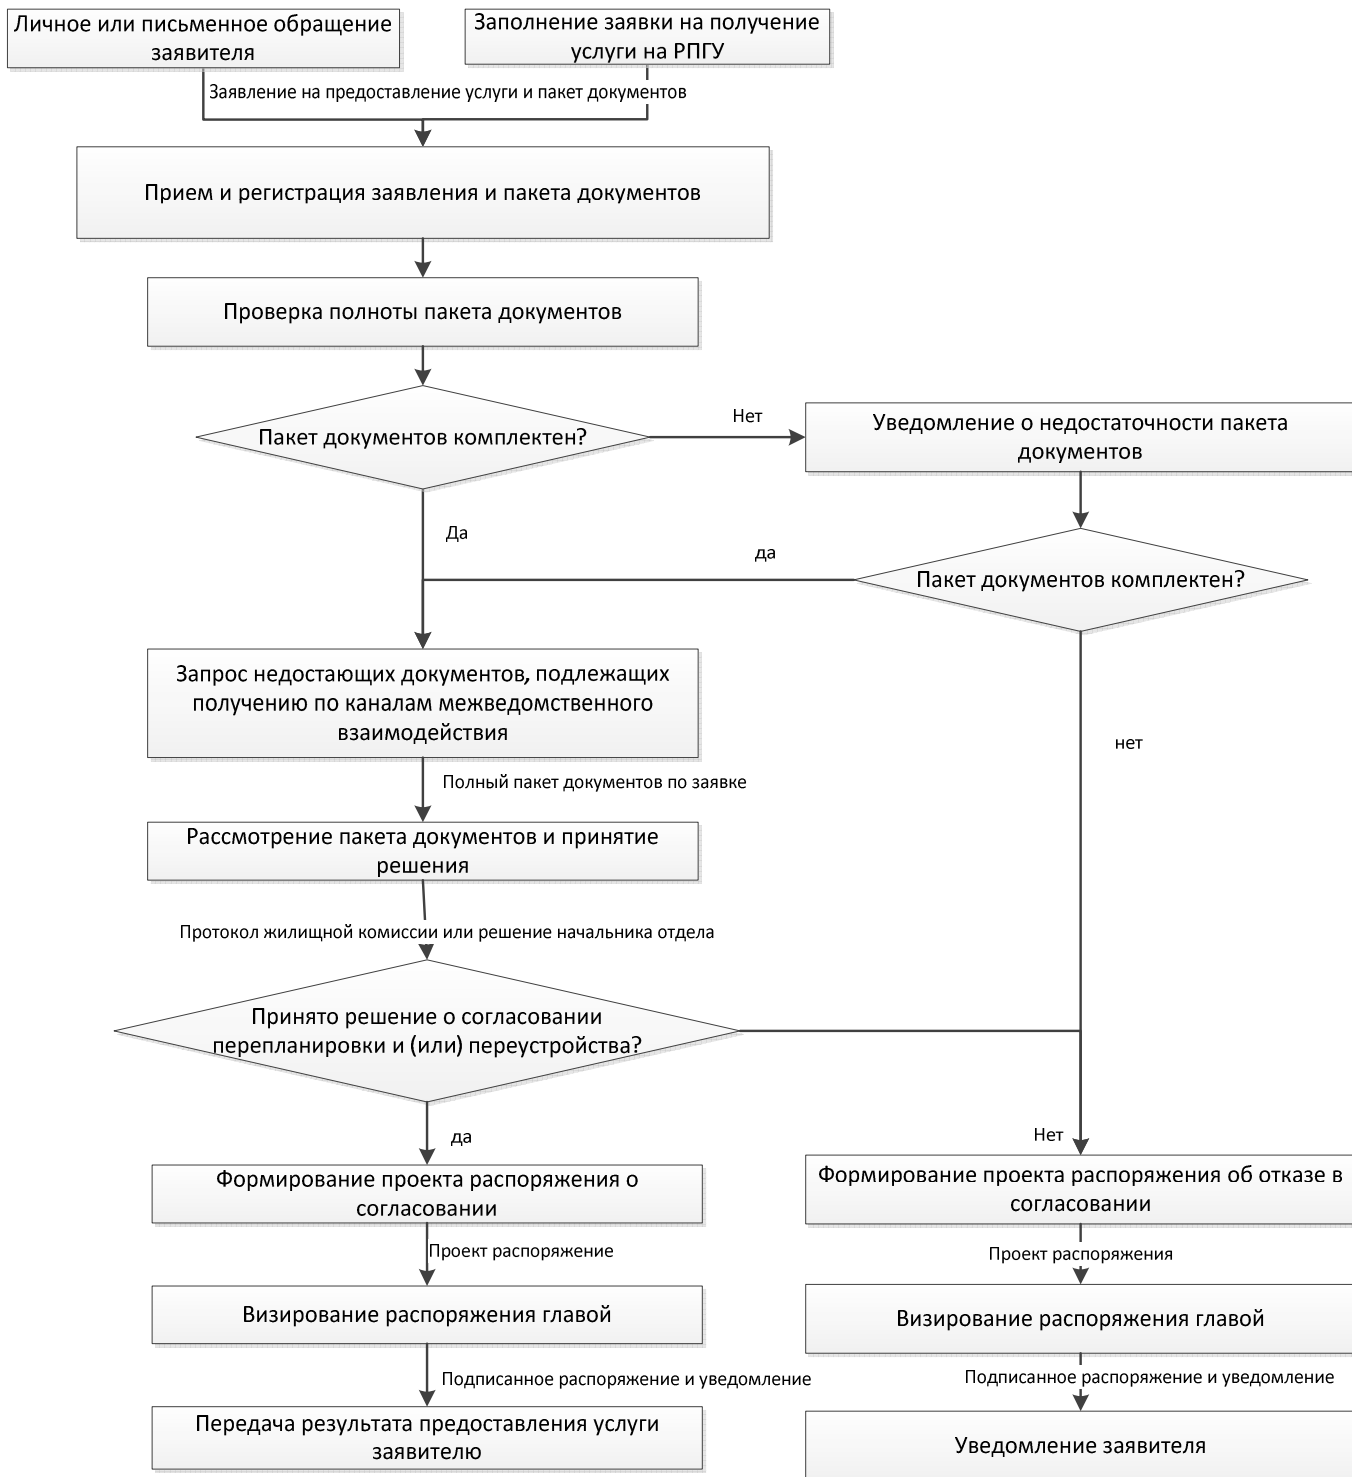 Личное или письменное обращение
заявителя
Заполнение заявки на получение
услуги на РПГУ
Заявление на предоставление услуги и пакет документов
Прием и регистрация заявления и пакета документов
Проверка полноты пакета документов
Пакет документов комплектен?
Нет
Уведомление о недостаточности пакета
документов
Да
да
Пакет документов комплектен?
Запрос недостающих документов, подлежащих
получению по каналам межведомственного
взаимодействия
нет
Полный пакет документов по заявке
Рассмотрение пакета документов и принятие
решения
Протокол жилищной комиссии или решение начальника отдела
Принято решение о согласовании
перепланировки и (или) переустройства?
да
Нет
Формирование проекта распоряжения о
согласовании
Формирование проекта распоряжения об отказе в
согласовании
Проект распоряжение
Проект распоряжения
Визирование распоряжения главой
Визирование распоряжения главой
Подписанное распоряжение и уведомление
Подписанное распоряжение и уведомление
Передача результата предоставления услуги
заявителю
Уведомление заявителя